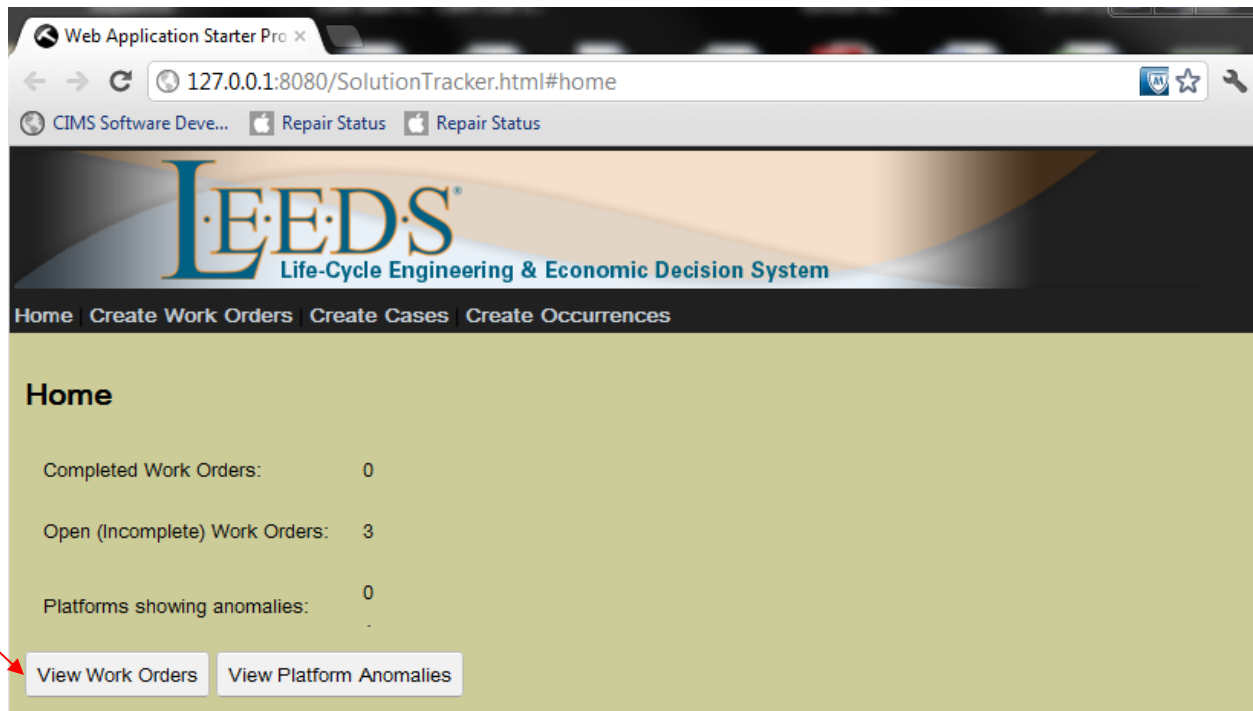 Web Application Starter Pro
127.0.0.1:8080/SolutionTracker.html#home
CIMS Software Deve... Repair Status Repair Status
L·E·E·D·S®
Life-Cycle Engineering & Economic Decision System
Home | Create Work Orders | Create Cases | Create Occurrences
Home
Completed Work Orders: 0
Open (Incomplete) Work Orders: 3
Platforms showing anomalies: 0
View Work Orders View Platform Anomalies